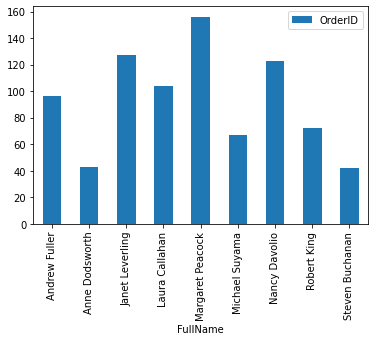 OrderID
160
140
120
100
80
60
40
20
0
Andrew Fuller
Anne Dodsworth
Janet Leverling
Laura Callahan
Margaret Peacock
Michael Suyama
Nancy Davolio
Robert King
Steven Buchanan
FullName